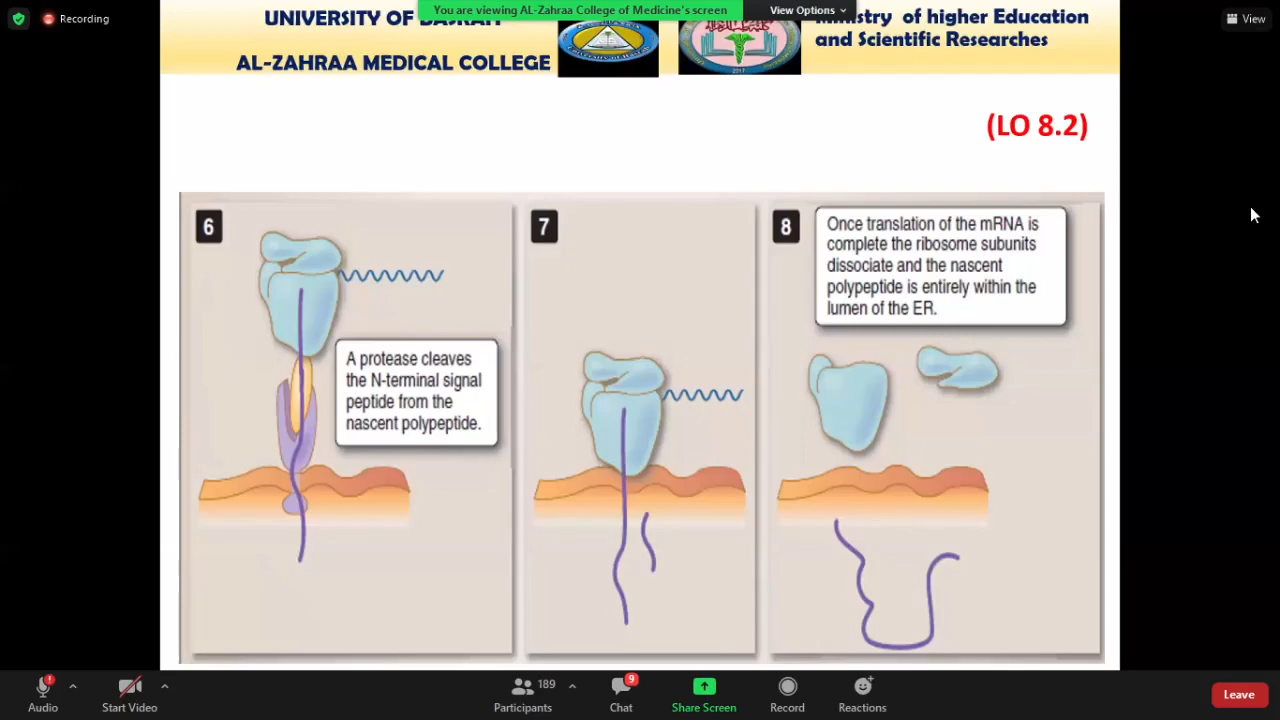 You are viewing AL-Zahraa College of Medicine's screen
View Options
View
Recording
UNIVERSITY OF BASRAH
AL-ZAHRAA MEDICAL COLLEGE
Ministry of higher Education
and Scientific Researches
2017
(LO 8.2)
6
A protease cleaves
the N-terminal signal
peptide from the
nascent polypeptide.
7
8
Once translation of the mRNA is
complete the ribosome subunits
dissociate and the nascent
polypeptide is entirely within the
lumen of the ER.
Audio
Start Video
189
Participants
9
Chat
Share Screen
Record
Reactions
Leave